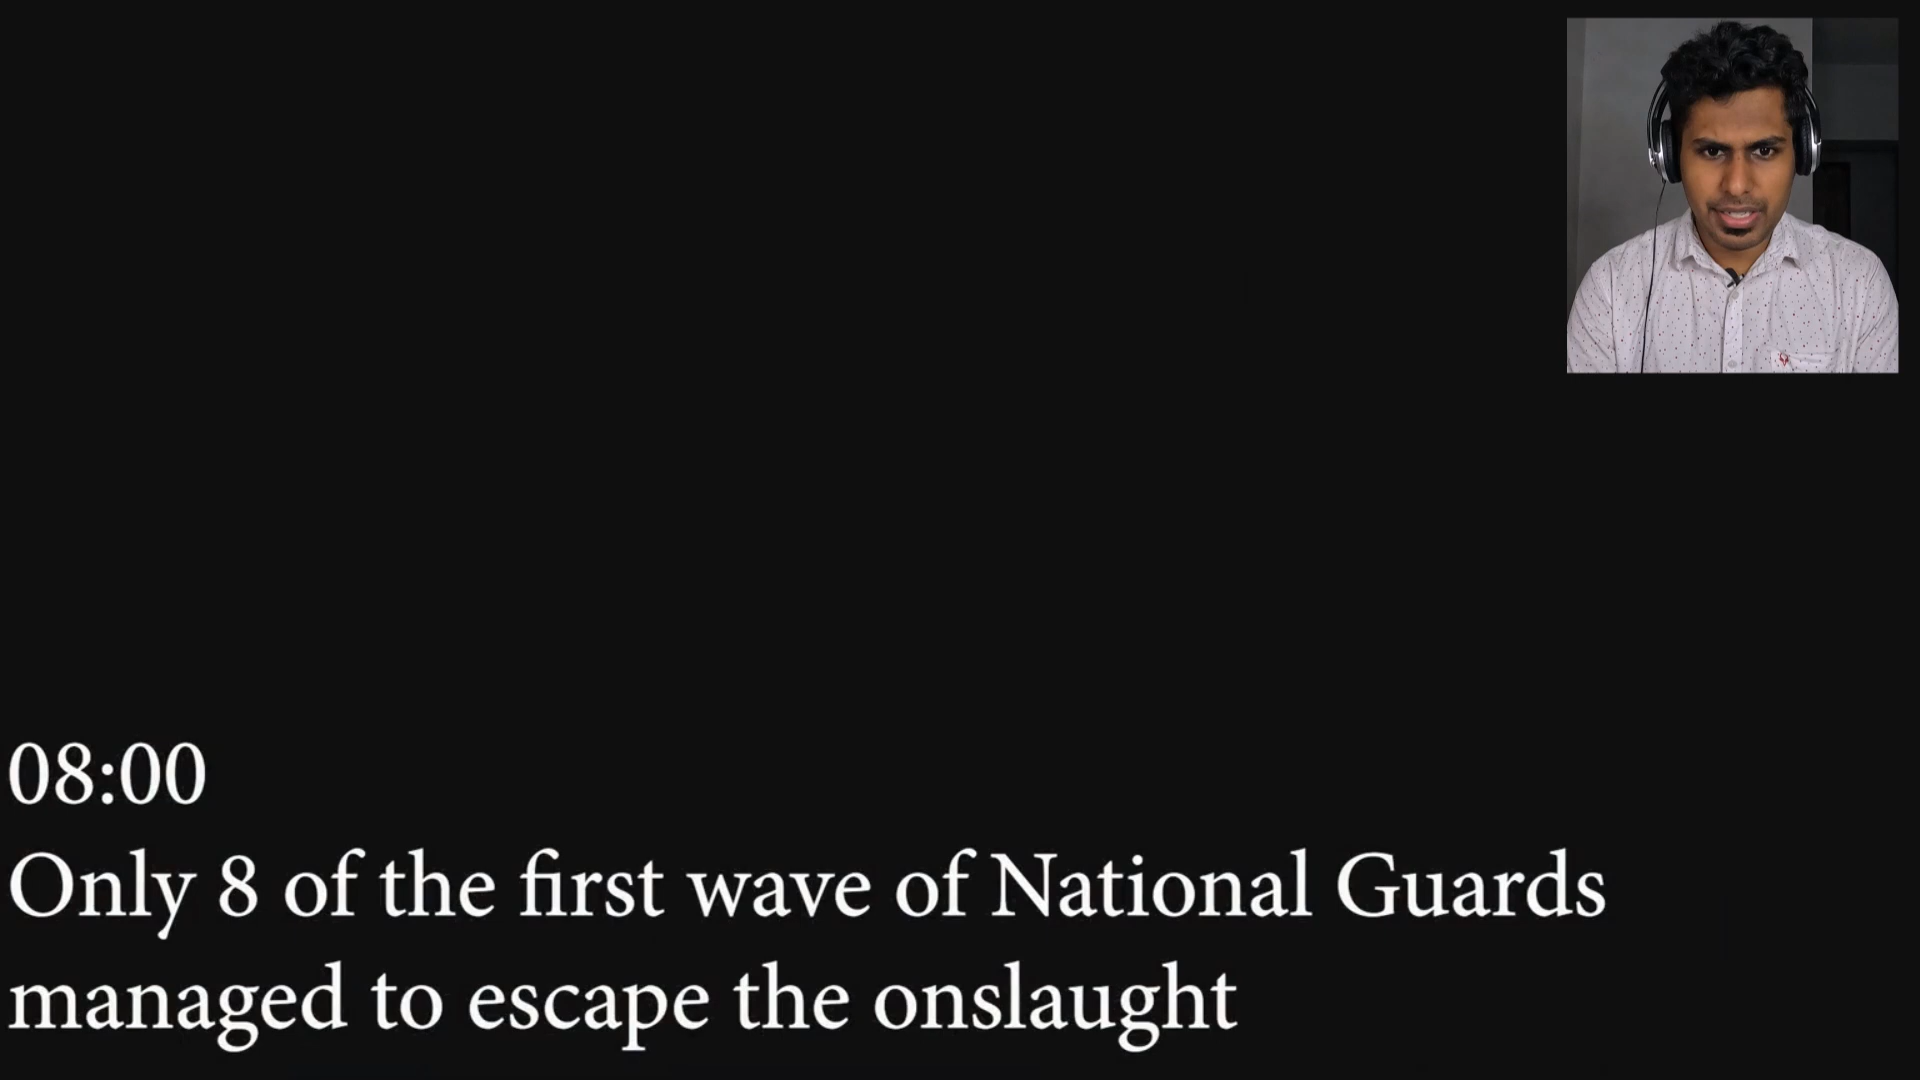 08:00
Only 8 of the first wave of National Guards
managed to escape the onslaught